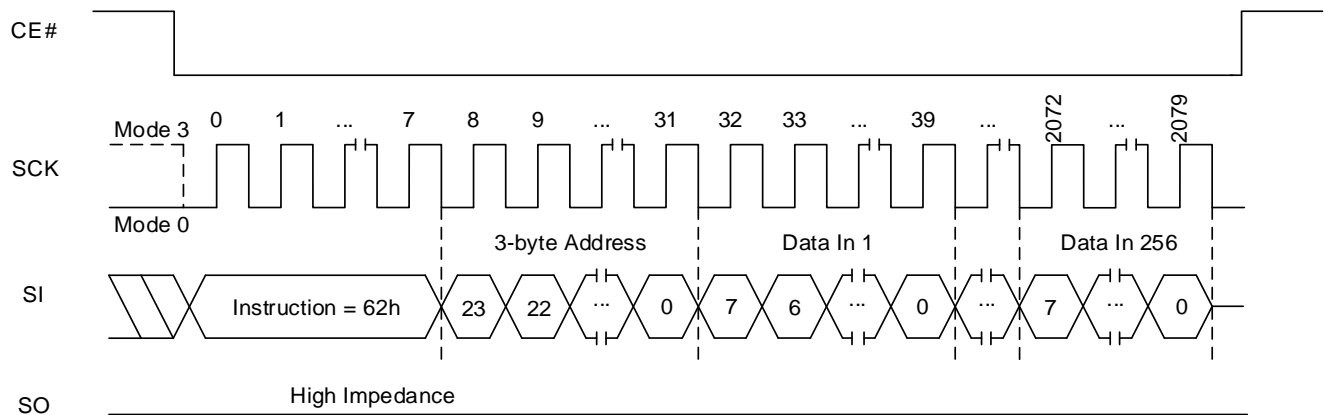 CE#
0 1 ... 7 8 9 ... 31 32 33 ... 39 ... 2072 ... 2079
Mode 3
SCK
Mode 0
3-byte Address Data In 1 Data In 256
SI Instruction = 62h 23 22 ... 0 7 6 ... 0 ... 7 ... 0
High Impedance
SO